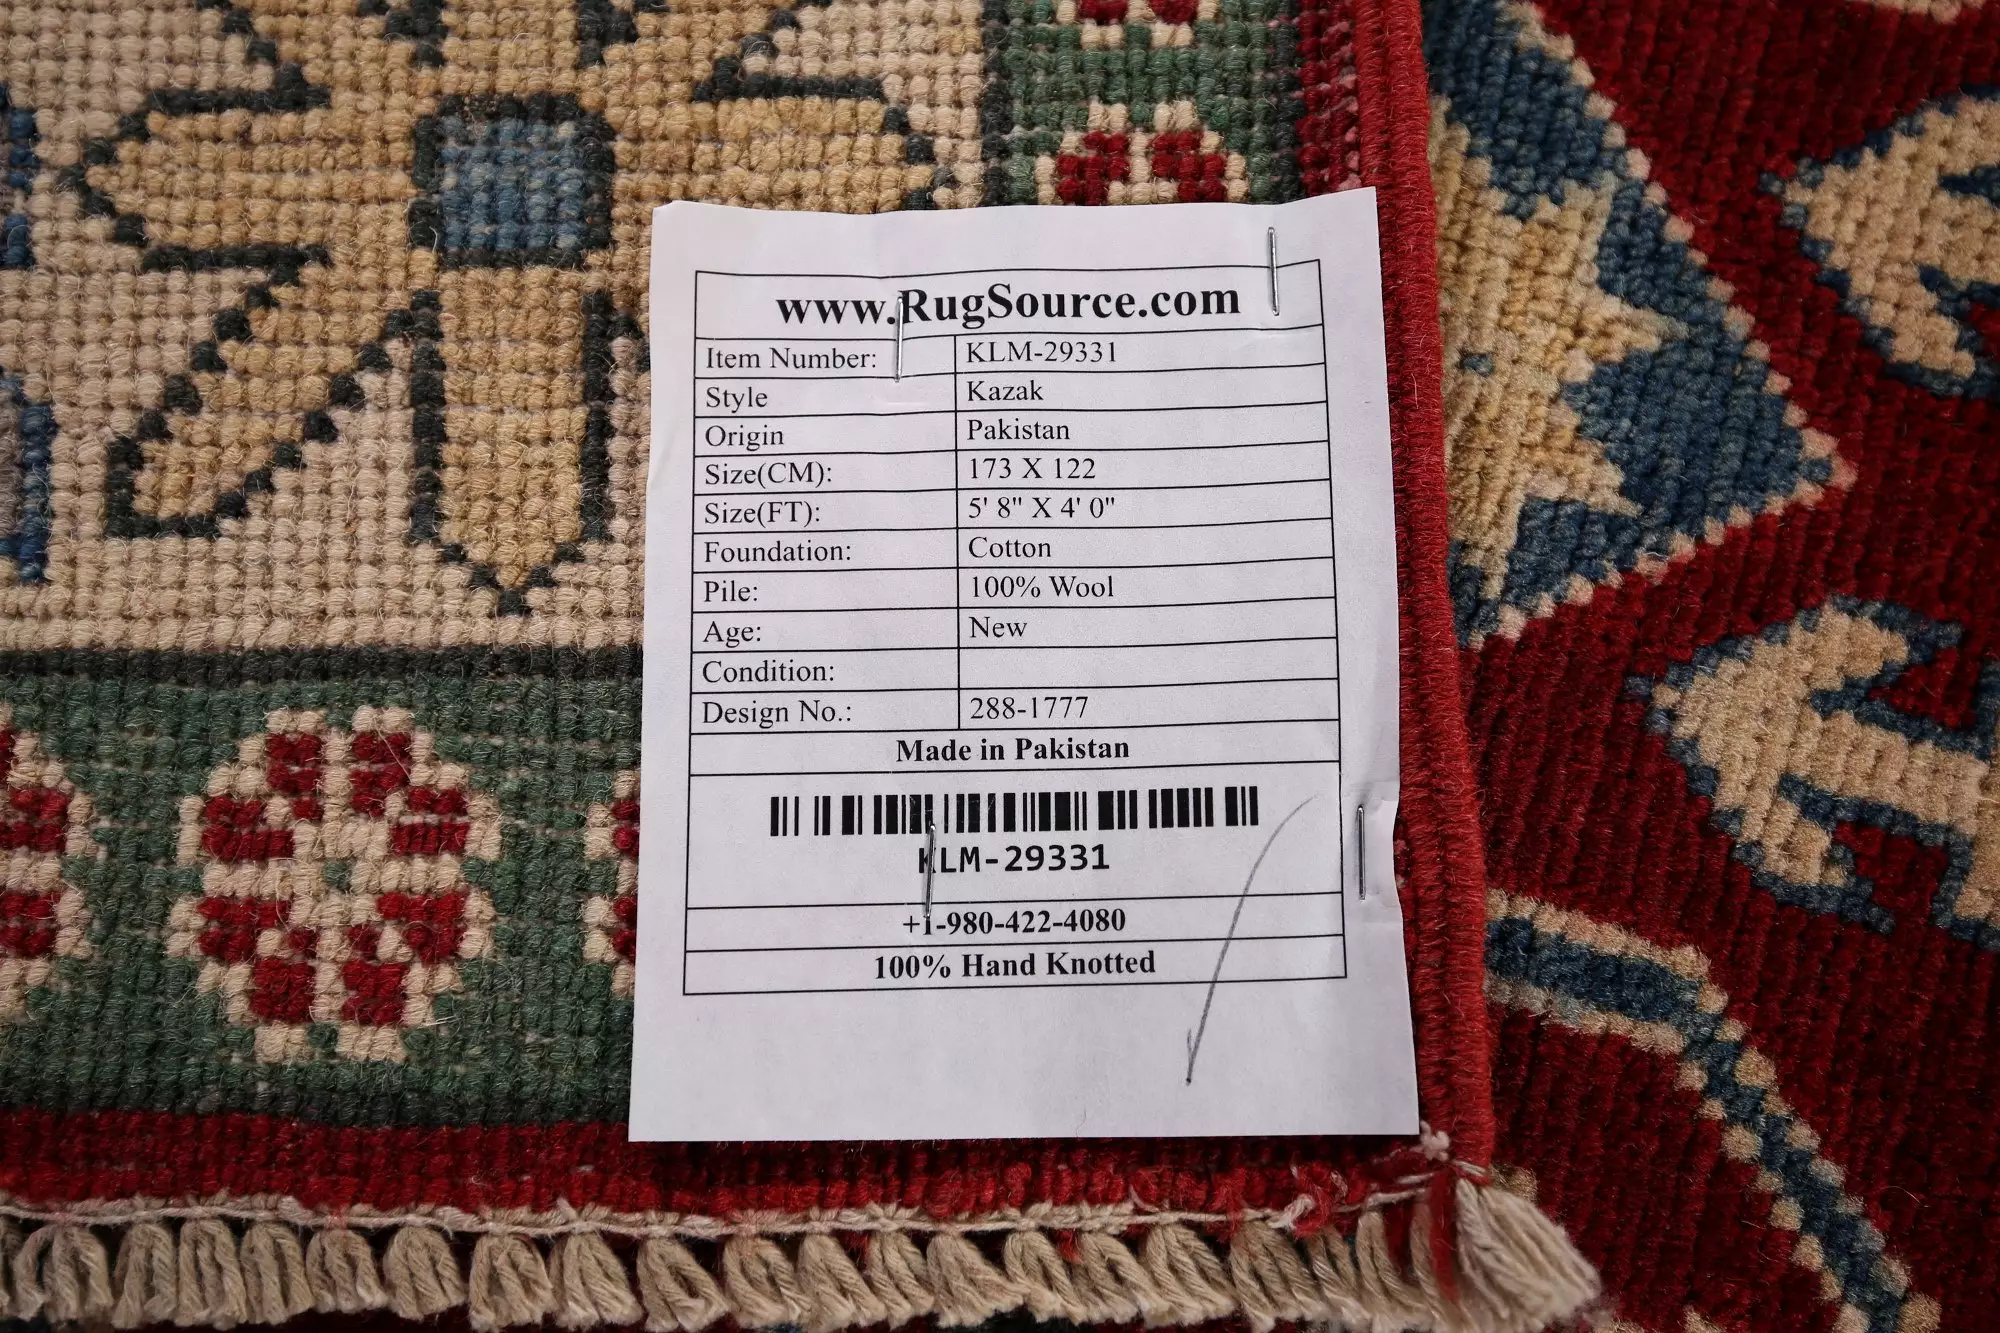 www.RugSource.com
Item Number: KLM-29331
Style Kazak
Origin Pakistan
Size(CM): 173 X 122
Size(FT): 5' 8" X 4' 0"
Foundation: Cotton
Pile: 100% Wool
Age: New
Condition:
Design No.: 288-1777
Made in Pakistan
KLM-29331
+1-980-422-4080
100% Hand Knotted